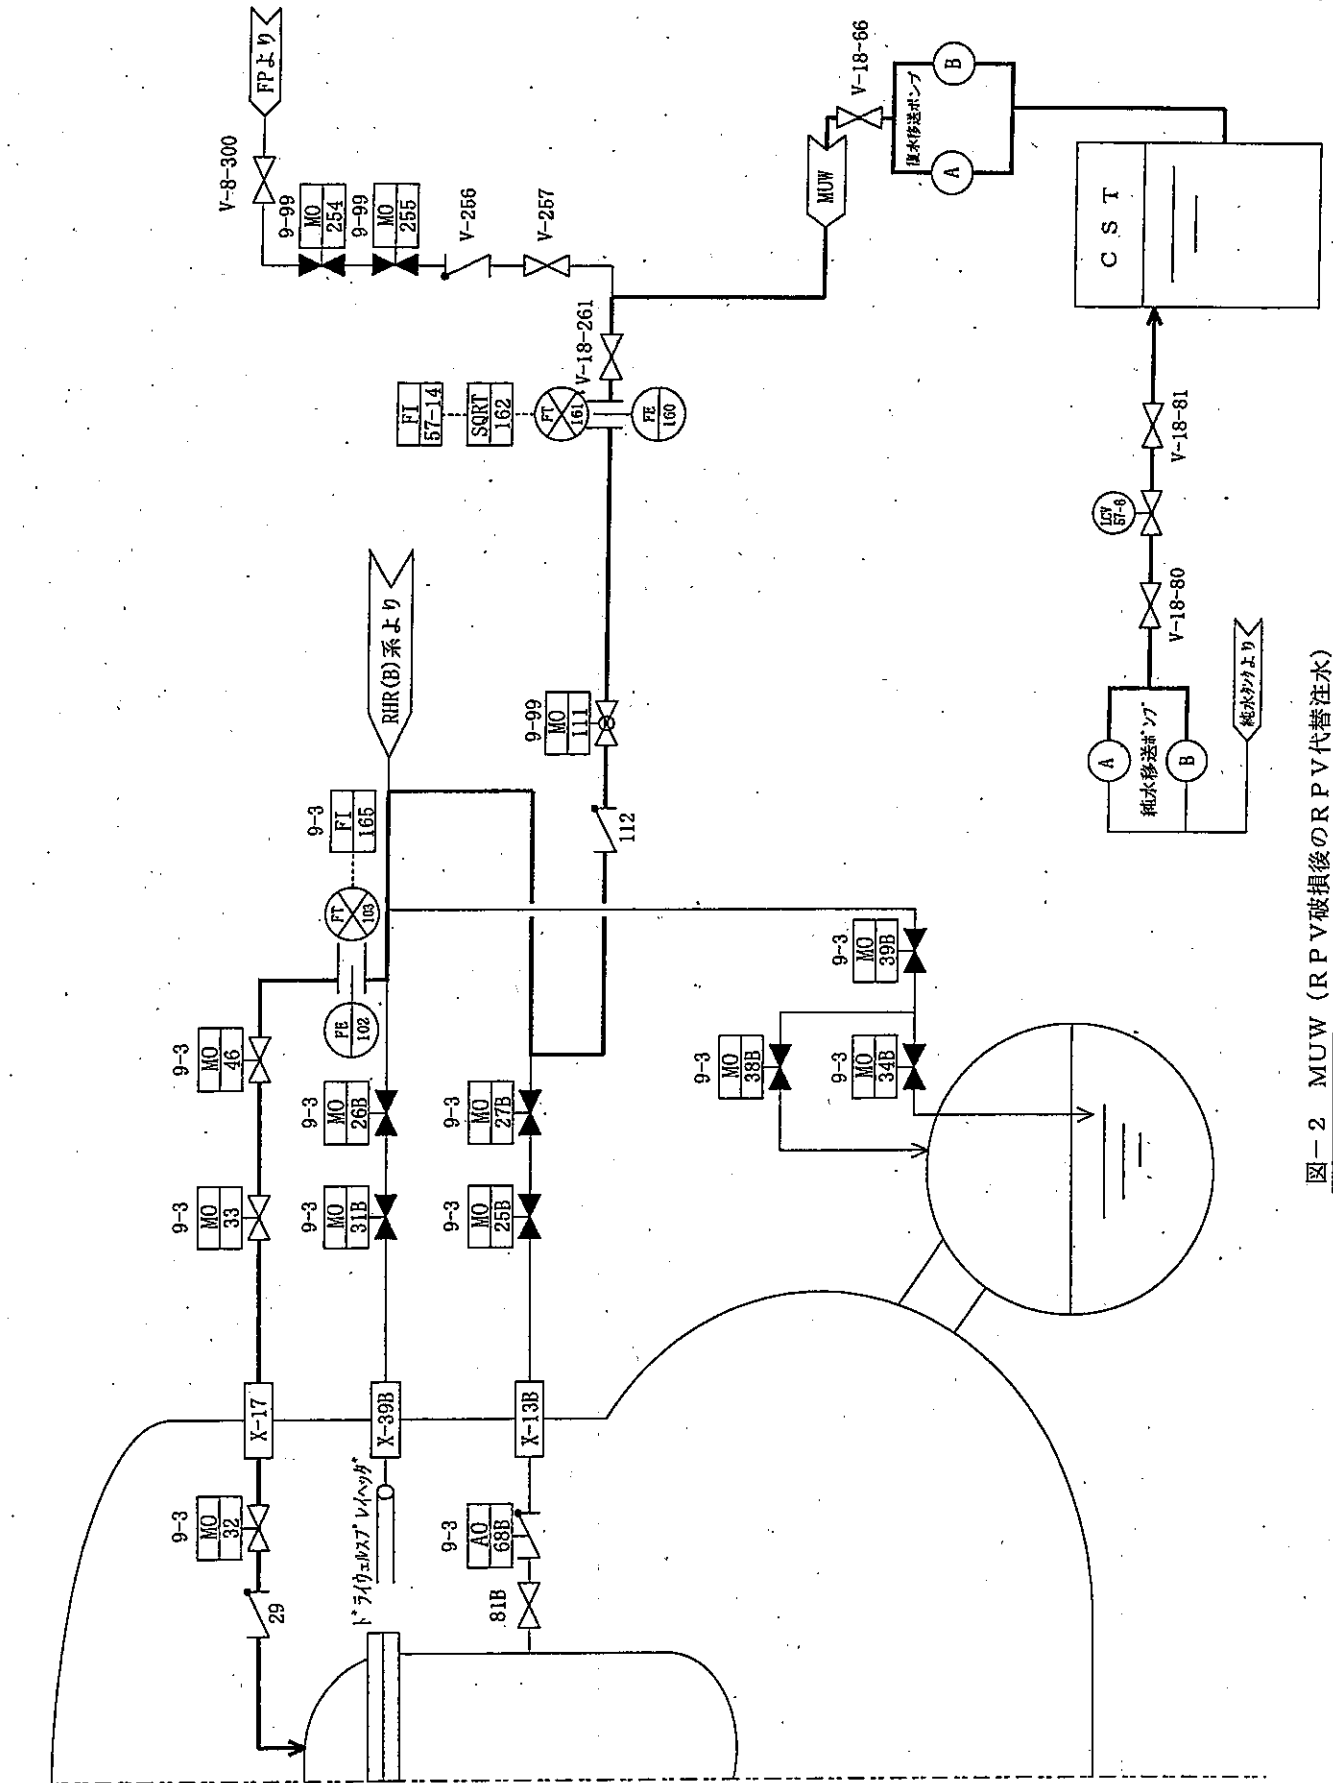 FPより
V-8-300
9-99
MO
254
9-99
MO
255
V-256
V-257
V-18-261
FI
57-14
SQRT
162
FT
161
FE
160
MUW
V-18-66
復水移送ポンプ
A
B
CST
V-18-81
LCV
57-8
V-18-80
純水移送ポンプ
A
B
純水タンクより
RHR(B)系より
9-99
MO
111
112
9-3
FI
165
FT
103
FE
102
9-3
MO
46
9-3
MO
33
9-3
MO
26B
9-3
MO
31B
9-3
MO
27B
9-3
MO
25B
9-3
MO
39B
9-3
MO
38B
9-3
MO
34B
X-17
X-39B
X-13B
9-3
MO
32
29
ドライウェルスプレイヘッダ
9-3
AO
68B
81B
図-2 MUW(RPV破損後のRPV代替注水)